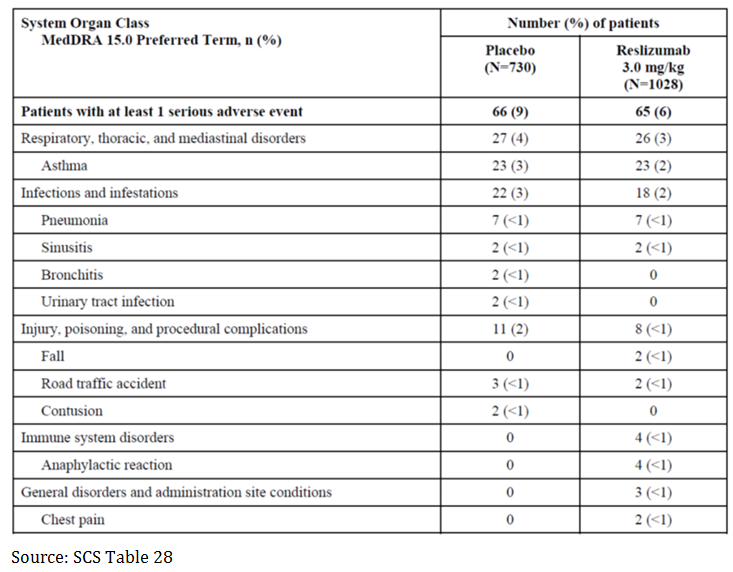 System Organ Class
MedDRA 15.0 Preferred Term, n (%)
Number (%) of patients
Placebo
(N=730)
Reslizumab
3.0 mg/kg
(N=1028)
Patients with at least 1 serious adverse event 66 (9) 65 (6)
Respiratory, thoracic, and mediastinal disorders 27 (4) 26 (3)
Asthma 23 (3) 23 (2)
Infections and infestations 22 (3) 18 (2)
Pneumonia 7 (<1) 7 (<1)
Sinusitis 2 (<1) 2 (<1)
Bronchitis 2 (<1) 0
Urinary tract infection 2 (<1) 0
Injury, poisoning, and procedural complications 11 (2) 8 (<1)
Fall 0 2 (<1)
Road traffic accident 3 (<1) 2 (<1)
Contusion 2 (<1) 0
Immune system disorders 0 4 (<1)
Anaphylactic reaction 0 4 (<1)
General disorders and administration site conditions 0 3 (<1)
Chest pain 0 2 (<1)
Source: SCS Table 28